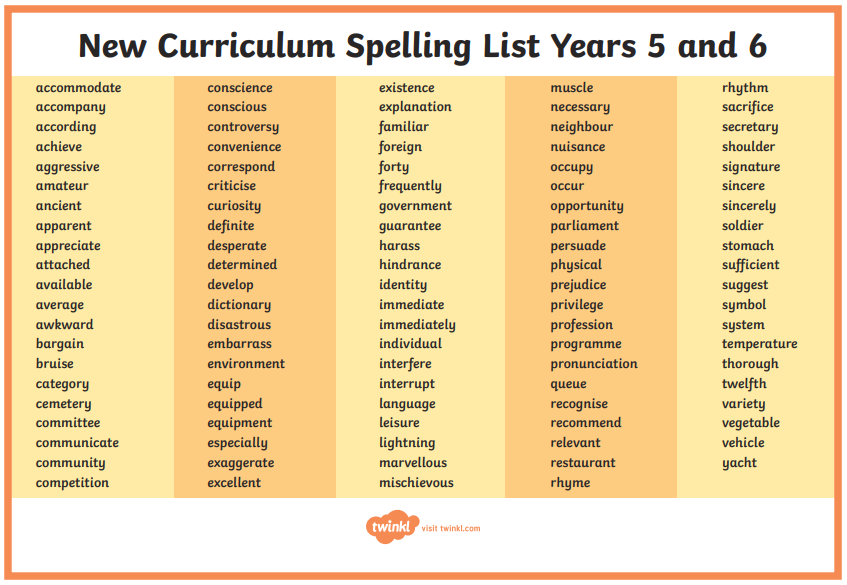 New Curriculum Spelling List Years 5 and 6
accommodate
accompany
according
achieve
aggressive
amateur
ancient
apparent
appreciate
attached
available
average
awkward
bargain
bruise
category
cemetery
committee
communicate
community
competition
conscience
conscious
controversy
convenience
correspond
criticise
curiosity
definite
desperate
determined
develop
dictionary
disastrous
embarrass
environment
equip
equipped
equipment
especially
exaggerate
excellent
existence
explanation
familiar
foreign
forty
frequently
government
guarantee
harass
hindrance
identity
immediate
immediately
individual
interfere
interrupt
language
leisure
lightning
marvellous
mischievous
muscle
necessary
neighbour
nuisance
occupy
occur
opportunity
parliament
persuade
physical
prejudice
privilege
profession
programme
pronunciation
queue
recognise
recommend
relevant
restaurant
rhyme
rhythm
sacrifice
secretary
shoulder
signature
sincere
sincerely
soldier
stomach
sufficient
suggest
symbol
system
temperature
thorough
twelfth
variety
vegetable
vehicle
yacht
twinkl visit twinkl.com